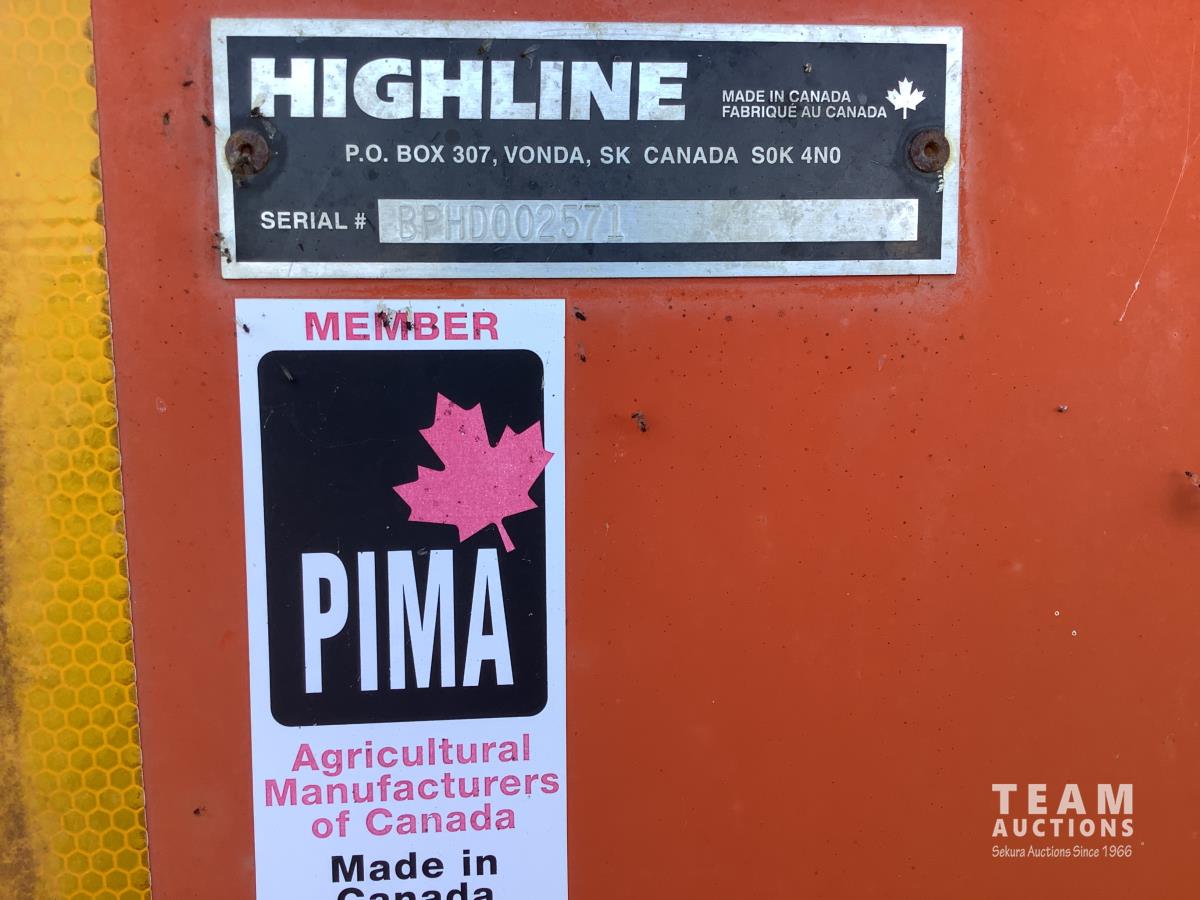 HIGHLINE
MADE IN CANADA
FABRIQUÉ AU CANADA
P.O. BOX 307, VONDA, SK CANADA S0K 4N0
SERIAL # BPHD002571
MEMBER
PIMA
Agricultural
Manufacturers
of Canada
Made in
Canada
TEAM
AUCTIONS
Sekura Auctions Since 1966